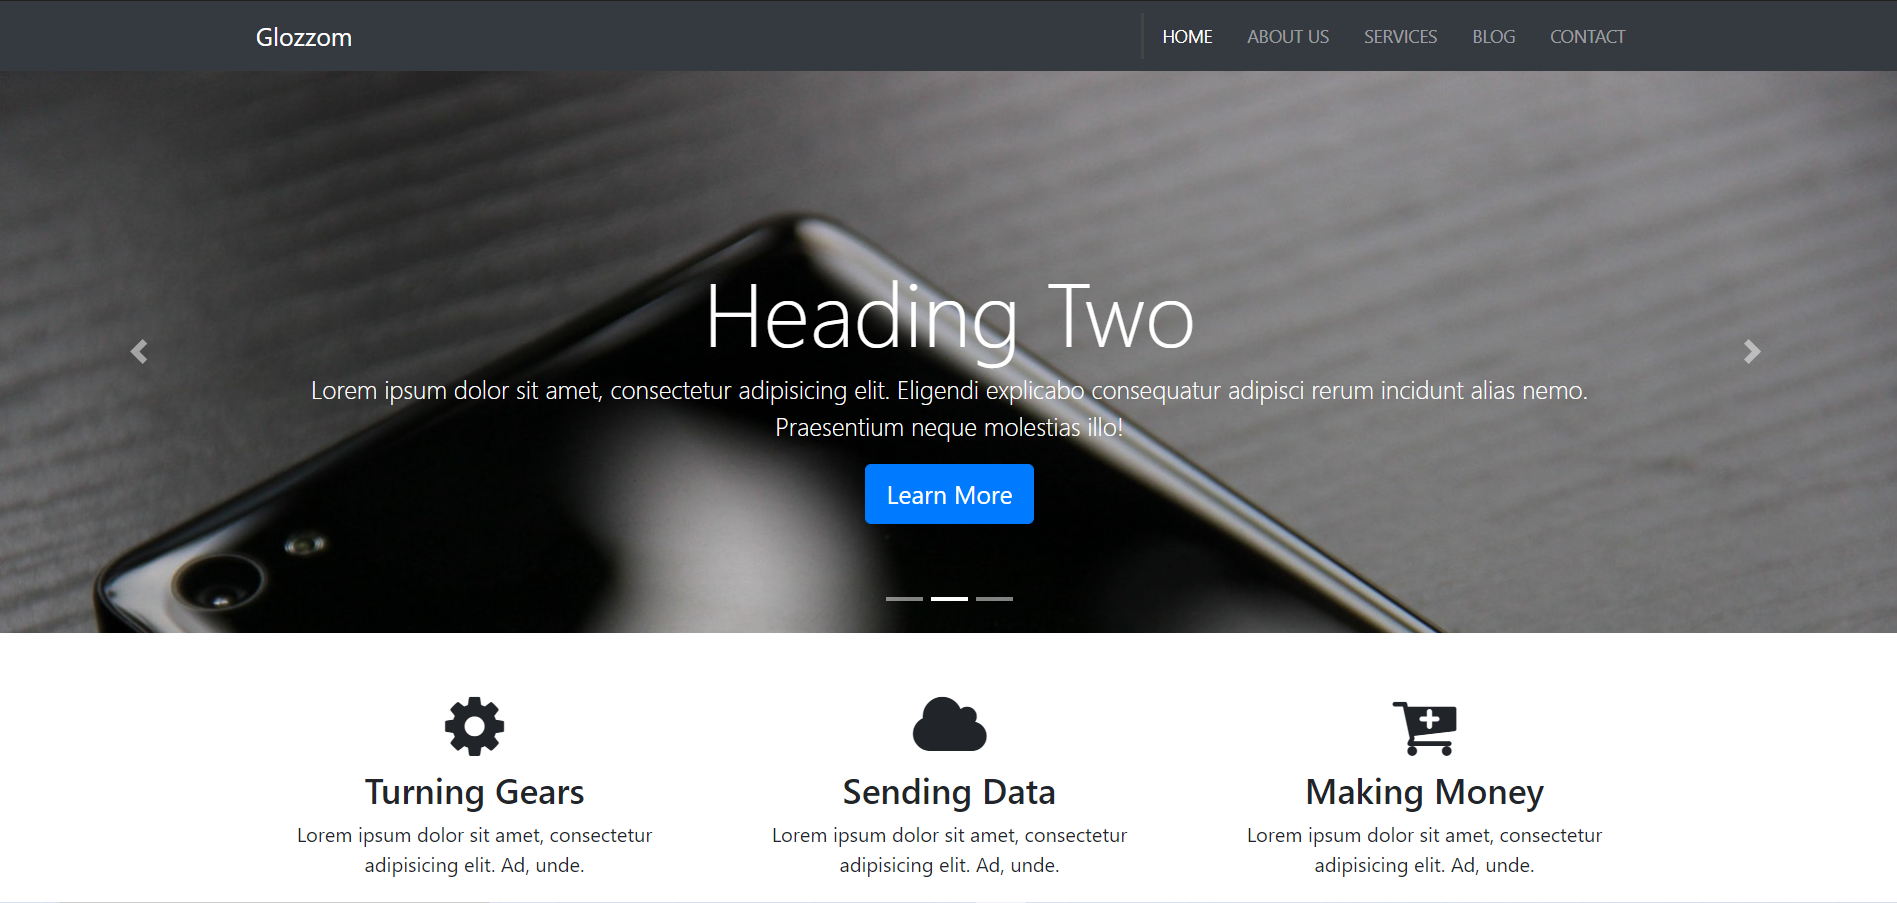 Glozzom
HOME ABOUT US SERVICES BLOG CONTACT
Heading Two
Lorem ipsum dolor sit amet, consectetur adipisicing elit. Eligendi explicabo consequatur adipisci rerum incidunt alias nemo.
Praesentium neque molestias illo!
Learn More
Turning Gears
Lorem ipsum dolor sit amet, consectetur
adipisicing elit. Ad, unde.
Sending Data
Lorem ipsum dolor sit amet, consectetur
adipisicing elit. Ad, unde.
Making Money
Lorem ipsum dolor sit amet, consectetur
adipisicing elit. Ad, unde.